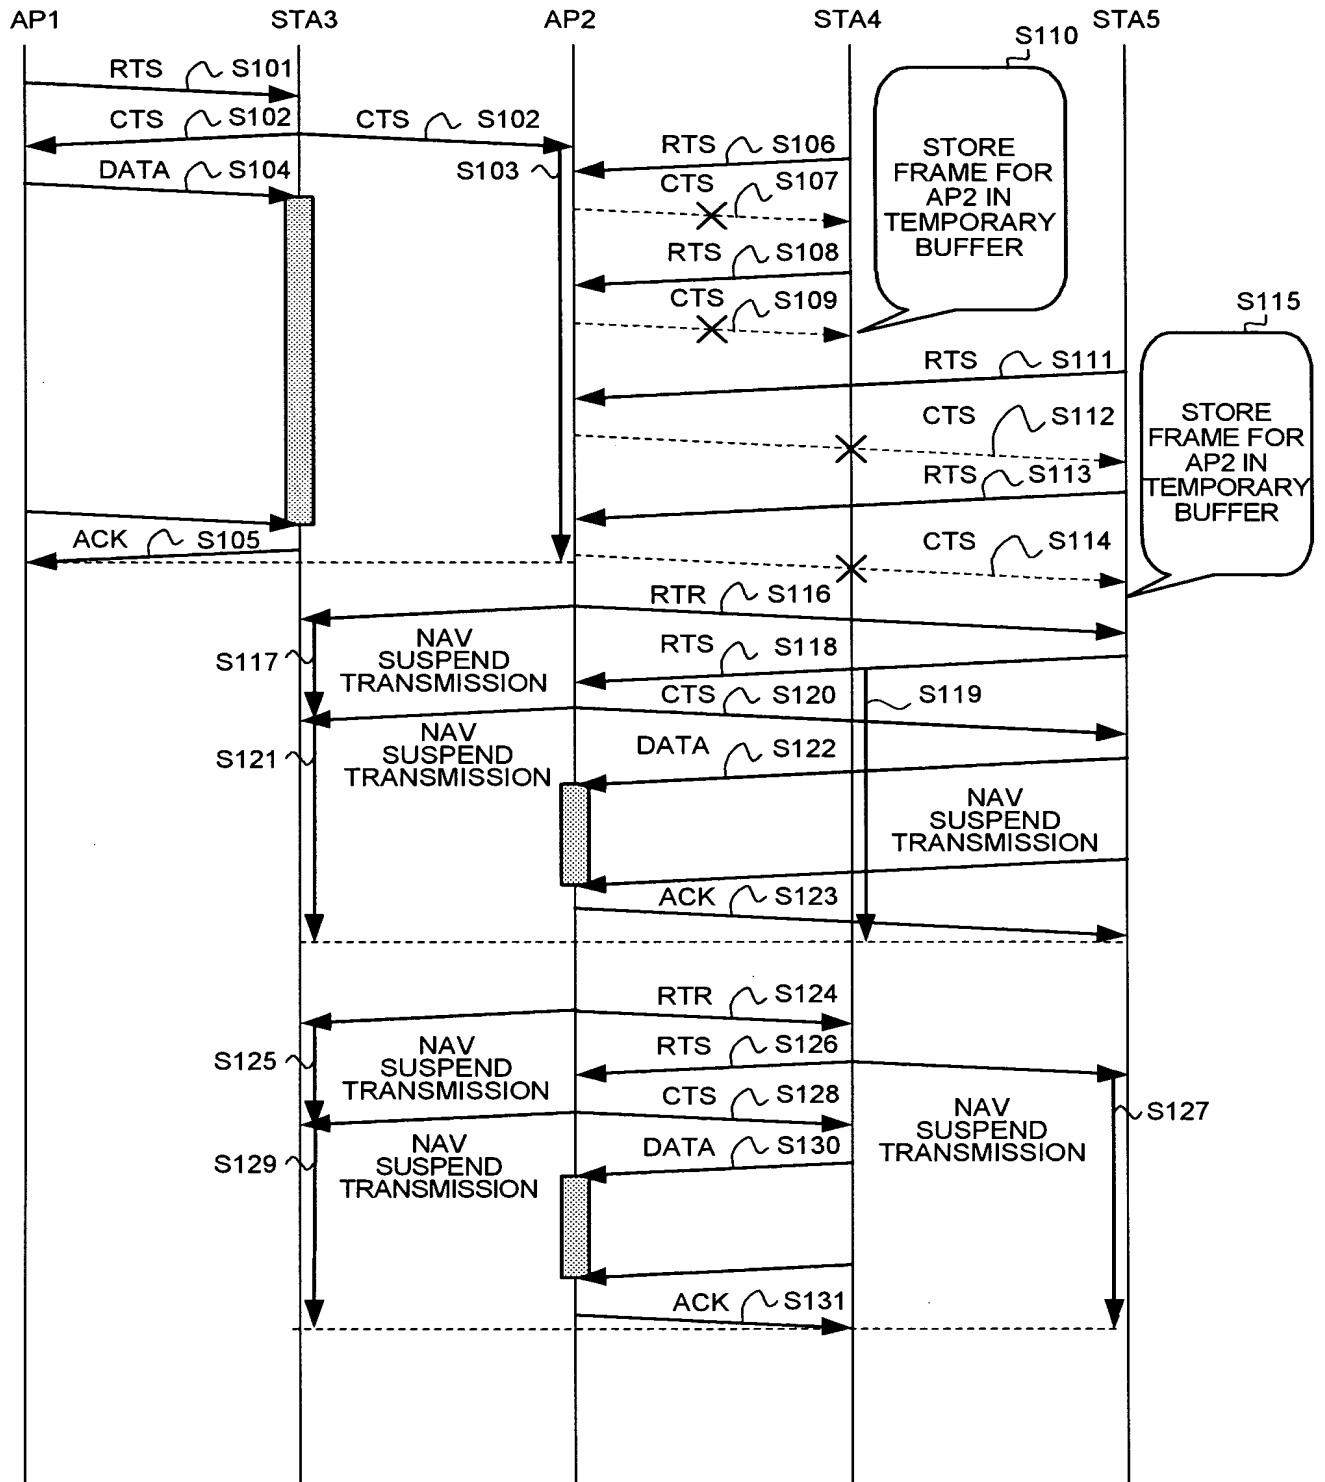 AP1 STA3 AP2 STA4 STA5
S110
RTS S101
CTS S102 CTS S102
RTS S106
STORE
FRAME FOR
AP2 IN
TEMPORARY
BUFFER
DATA S104
S103
CTS S107
RTS S108
CTS S109
S115
RTS S111
CTS S112
STORE
FRAME FOR
AP2 IN
TEMPORARY
BUFFER
RTS S113
ACK S105
CTS S114
RTR S116
S117
NAV
SUSPEND
TRANSMISSION
RTS S118
CTS S120
S119
S121
NAV
SUSPEND
TRANSMISSION
DATA S122
NAV
SUSPEND
TRANSMISSION
ACK S123
RTR S124
S125
NAV
SUSPEND
TRANSMISSION
RTS S126
CTS S128
NAV
SUSPEND
TRANSMISSION
S127
S129
NAV
SUSPEND
TRANSMISSION
DATA S130
ACK S131